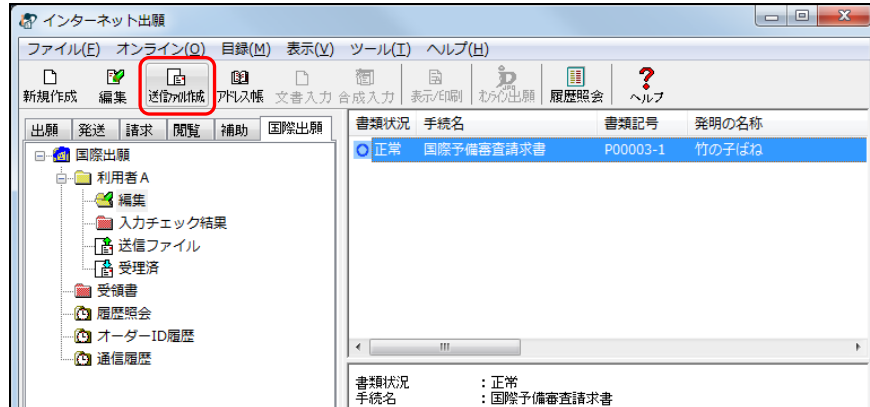 インターネット出願
ファイル(F) オンライン(O) 目録(M) 表示(V) ツール(T) ヘルプ(H)
新規作成 編集 送信ファイル作成 アドレス帳 文書入力 合成入力 表示/印刷 オンライン出願 履歴照会 ヘルプ
出願 発送 請求 閲覧 補助 国際出願
書類状況 手続名 書類記号 発明の名称
正常 国際予備審査請求書 P00003-1 竹の子ばね
国際出願
利用者A
編集
入力チェック結果
送信ファイル
受理済
受領書
履歴照会
オーダーID履歴
通信履歴
書類状況 :正常
手続名 :国際予備審査請求書